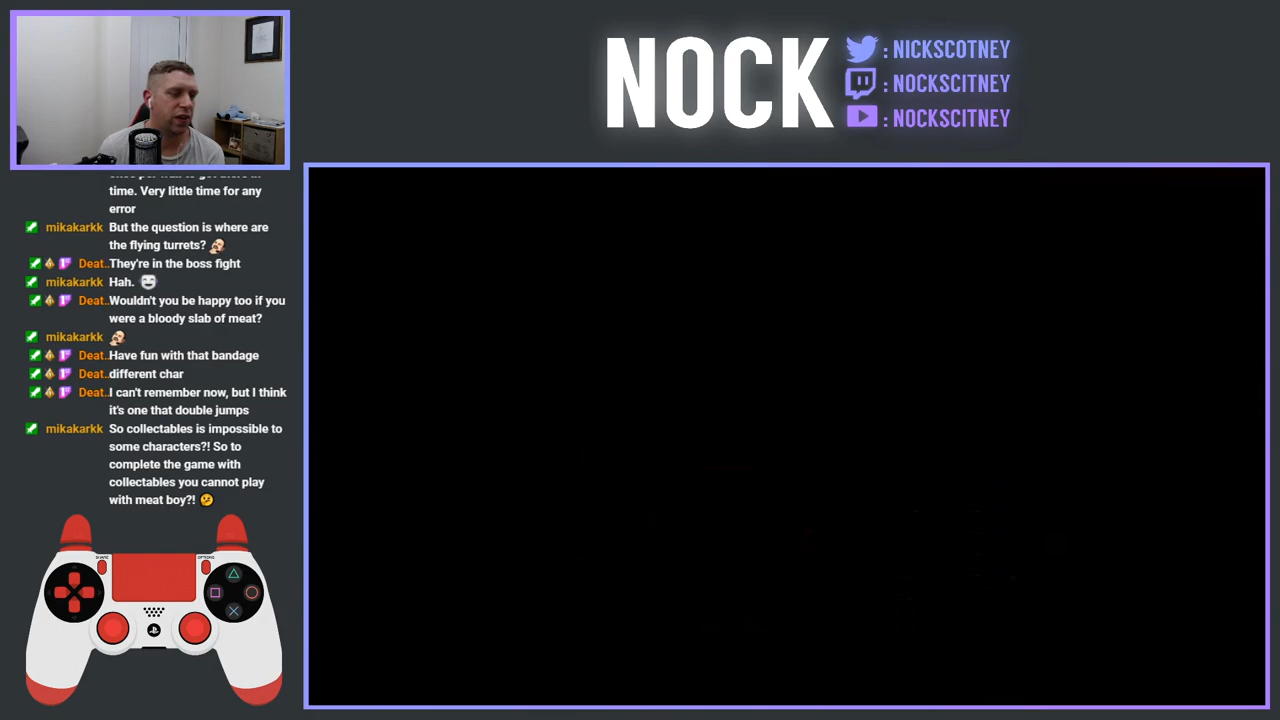 NOCK
: NICKSCOTNEY
: NOCKSCITNEY
: NOCKSCITNEY
time. Very little time for any
error
mikakarkk But the question is where are
the flying turrets?
Deat.. They're in the boss fight
mikakarkk Hah.
Deat.. Wouldn't you be happy too if you
were a bloody slab of meat?
mikakarkk
Deat.. Have fun with that bandage
Deat.. different char
Deat.. I can't remember now, but I think
it's one that double jumps
mikakarkk So collectables is impossible to
some characters?! So to
complete the game with
collectables you cannot play
with meat boy?!
SHARE
OPTIONS